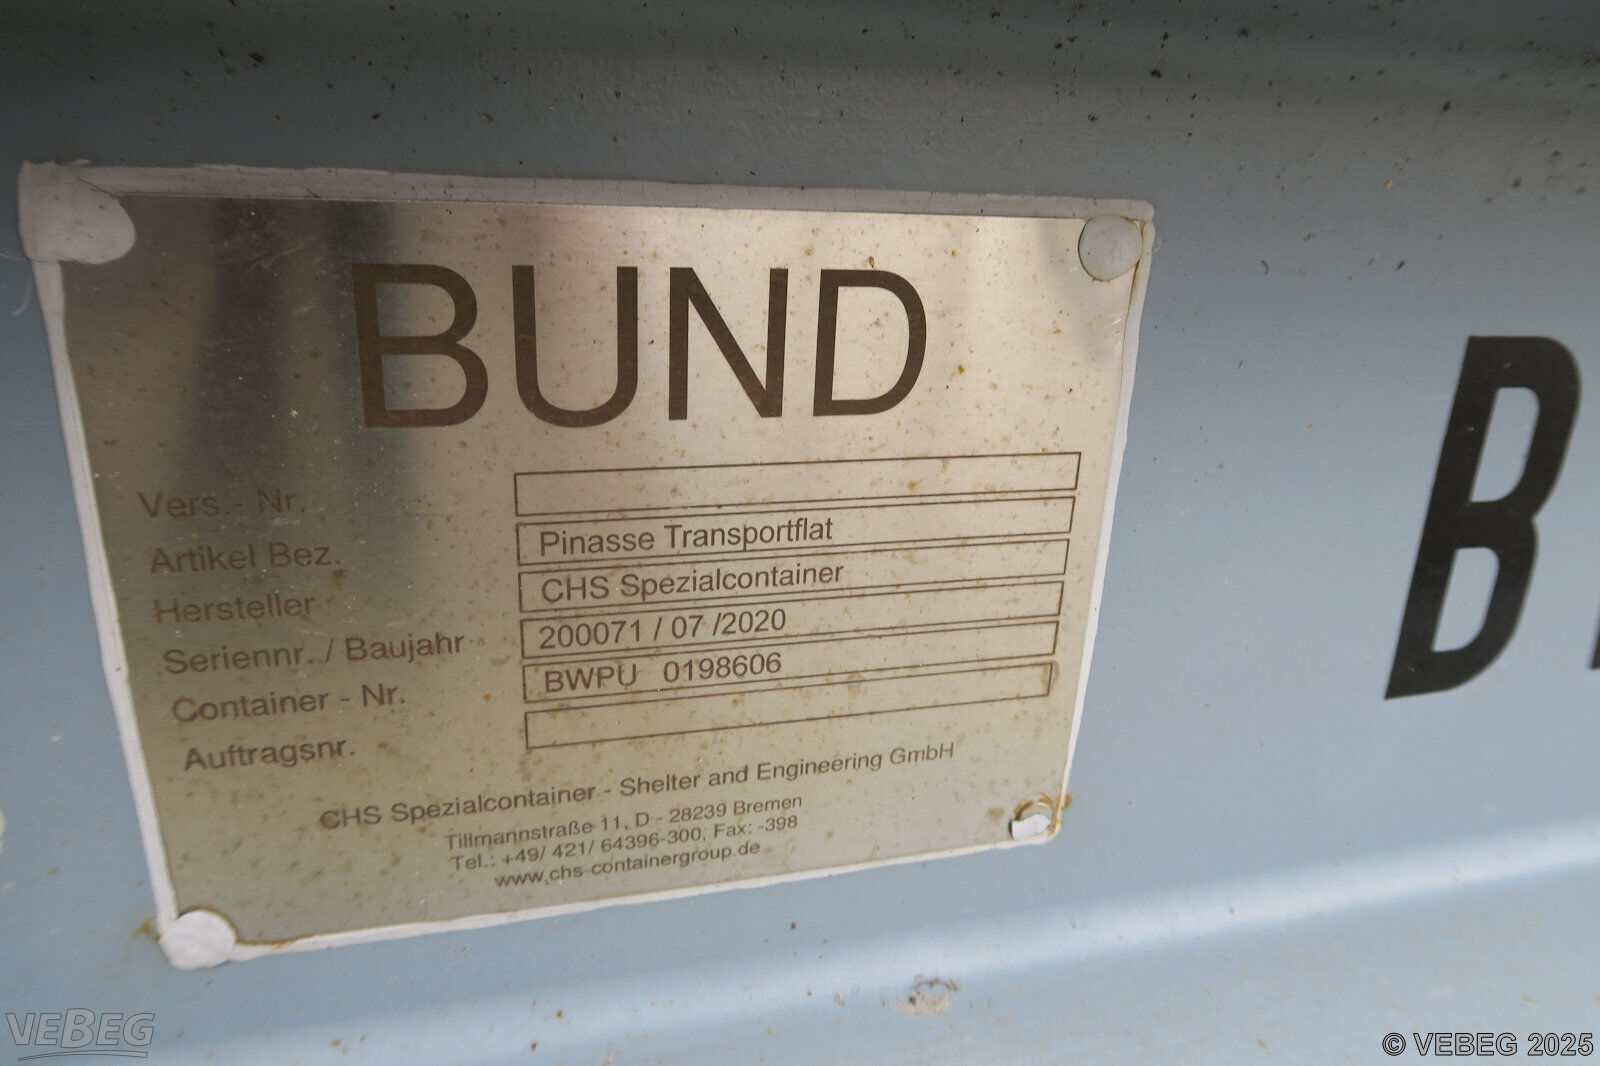 BUND
Vers.- Nr.
Artikel Bez. Pinasse Transportflat
Hersteller CHS Spezialcontainer
Seriennr. / Baujahr 200071 / 07 /2020
Container - Nr. BWPU 0198606
Auftragsnr.
CHS Spezialcontainer - Shelter and Engineering GmbH
Tillmannstraße 11, D - 28239 Bremen
Tel.: +49/ 421/ 64396-300, Fax: -398
www.chs-containergroup.de
B
VEBEG
© VEBEG 2025